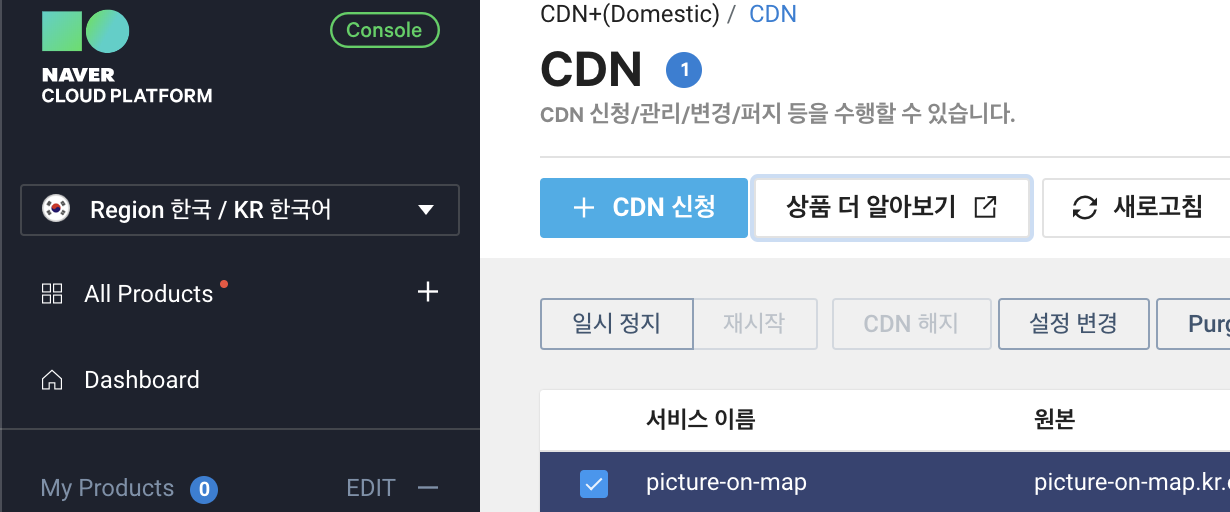 NAVER
CLOUD PLATFORM
Console
Region 한국 / KR 한국어
All Products
Dashboard
My Products 0 EDIT
CDN+(Domestic) / CDN
CDN 1
CDN 신청/관리/변경/퍼지 등을 수행할 수 있습니다.
+ CDN 신청 상품 더 알아보기 새로고침
일시 정지 재시작 CDN 해지 설정 변경
서비스 이름 원본
picture-on-map picture-on-map.kr.